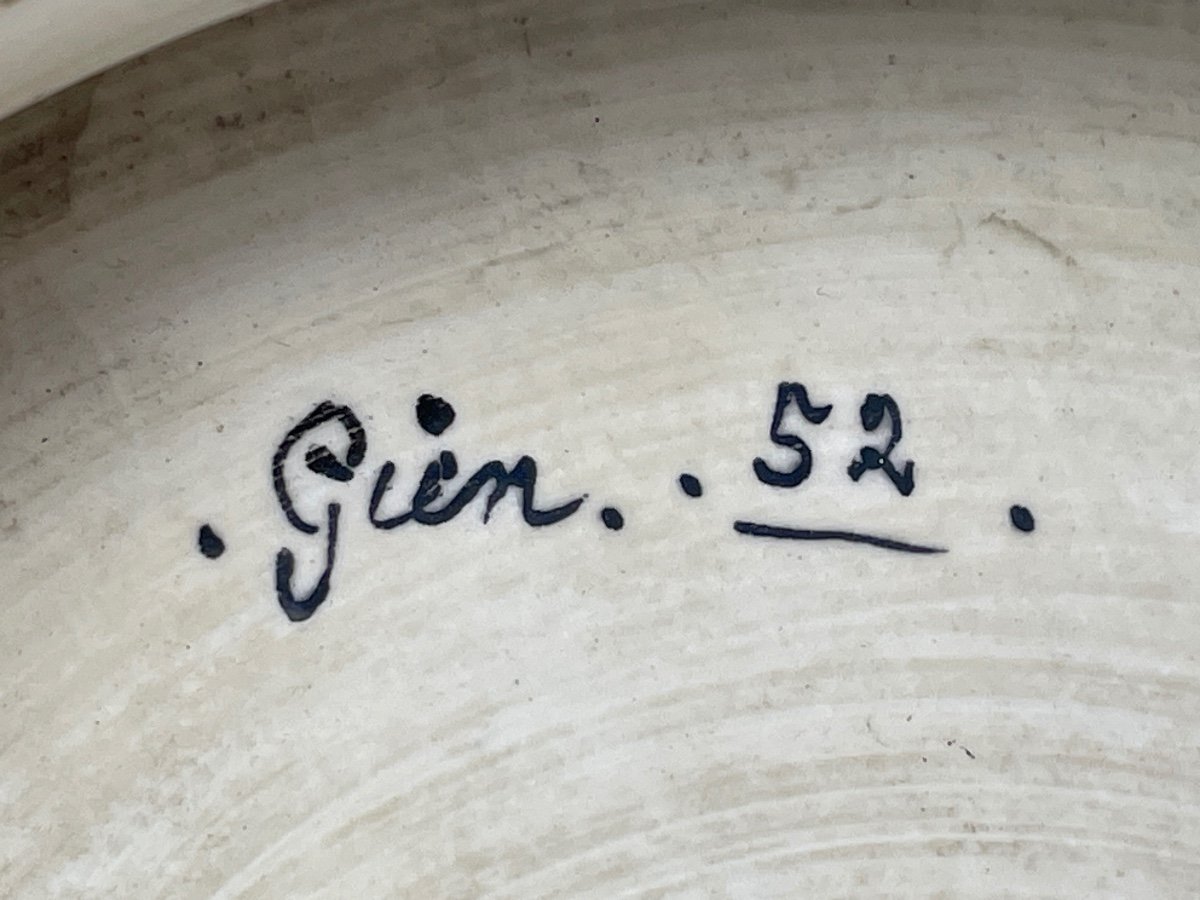 . Gien. . 52 .